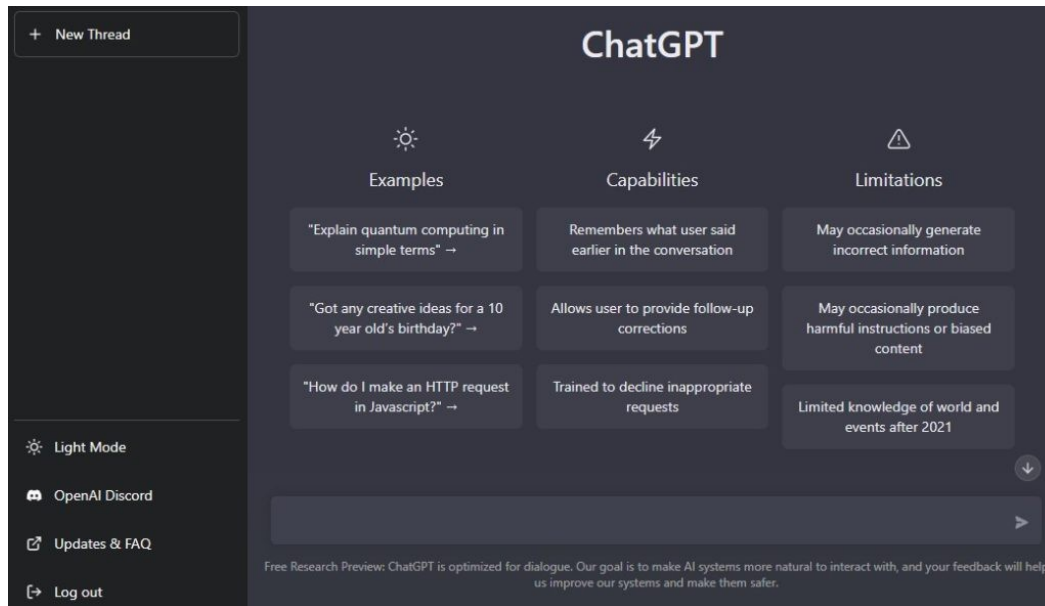 + New Thread
ChatGPT
Examples
"Explain quantum computing in
simple terms" →
"Got any creative ideas for a 10
year old's birthday?" →
"How do I make an HTTP request
in Javascript?" →
Capabilities
Remembers what user said
earlier in the conversation
Allows user to provide follow-up
corrections
Trained to decline inappropriate
requests
Limitations
May occasionally generate
incorrect information
May occasionally produce
harmful instructions or biased
content
Limited knowledge of world and
events after 2021
Light Mode
OpenAI Discord
Updates & FAQ
Log out
Free Research Preview: ChatGPT is optimized for dialogue. Our goal is to make AI systems more natural to interact with, and your feedback will help
us improve our systems and make them safer.